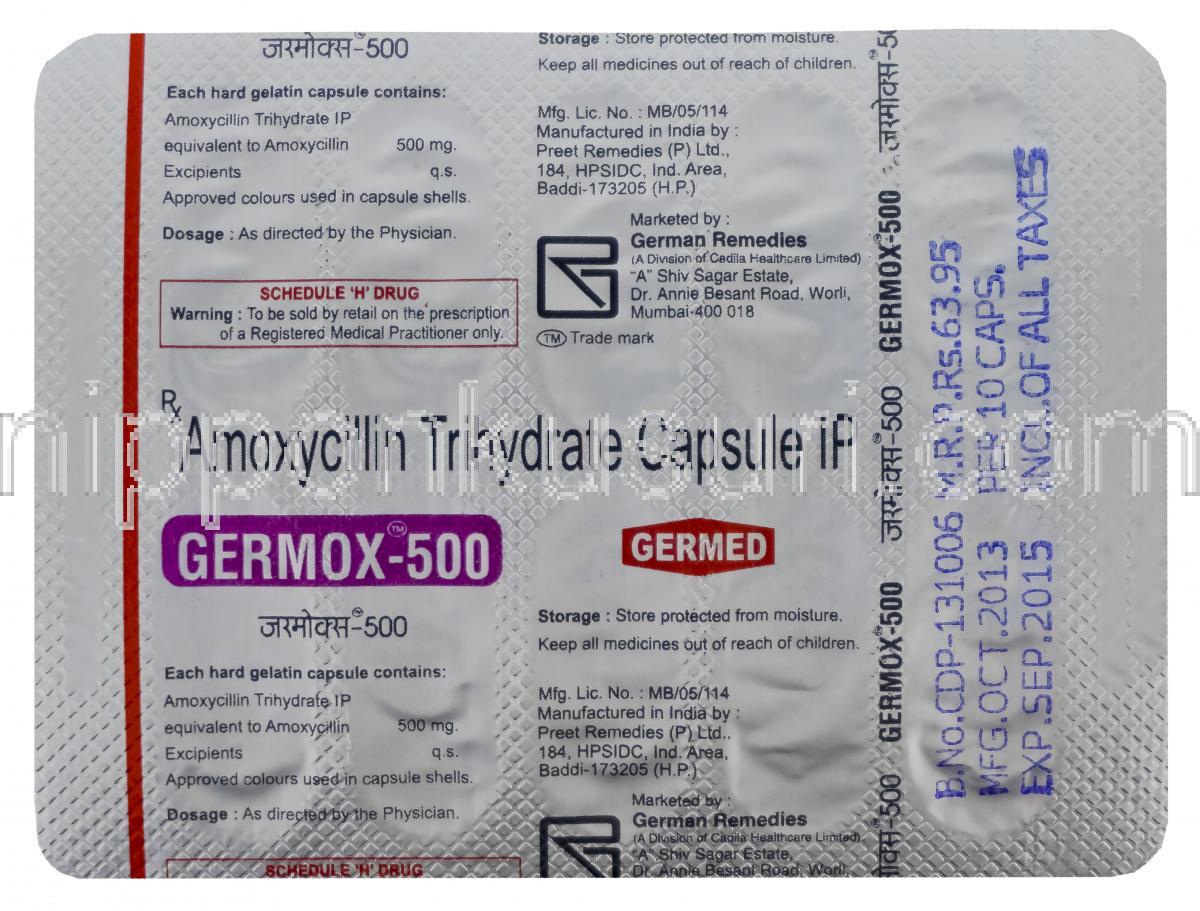 जरमोक्स™-500
Each hard gelatin capsule contains:
Amoxycillin Trihydrate IP
equivalent to Amoxycillin 500 mg.
Excipients q.s.
Approved colours used in capsule shells.
Dosage : As directed by the Physician.
SCHEDULE 'H' DRUG
Warning : To be sold by retail on the prescription
of a Registered Medical Practitioner only.
Storage : Store protected from moisture.
Keep all medicines out of reach of children.
Mfg. Lic. No. : MB/05/114
Manufactured in India by :
Preet Remedies (P) Ltd.,
184, HPSIDC, Ind. Area,
Baddi-173205 (H.P.)
Marketed by :
German Remedies
(A Division of Cadila Healthcare Limited)
"A" Shiv Sagar Estate,
Dr. Annie Besant Road, Worli,
Mumbai-400 018
TM Trade mark
Rx
Amoxycillin Trihydrate Capsule IP
GERMOX™-500
GERMED
जरमोक्स™-500
Each hard gelatin capsule contains:
Amoxycillin Trihydrate IP
equivalent to Amoxycillin 500 mg.
Excipients q.s.
Approved colours used in capsule shells.
Dosage : As directed by the Physician.
SCHEDULE 'H' DRUG
Storage : Store protected from moisture.
Keep all medicines out of reach of children.
Mfg. Lic. No. : MB/05/114
Manufactured in India by :
Preet Remedies (P) Ltd..
184, HPSIDC, Ind. Area,
Baddi-173205 (H.P.)
Marketed by :
German Remedies
(A Division of Cadila Healthcare Limited)
"A" Shiv Sagar Estate,
Dr. Annie Besant Road, Worli,
जरमोक्स™-500 GERMOX™-500 जरमोक्स™-500 GERMOX™-500 जरमोक्स™-50
B.No.CDP-131006 M.R.P.Rs.63.95
MFG.OCT.2013 PER 10 CAPS.
EXP.SEP.2015 INCL.OF ALL TAXES